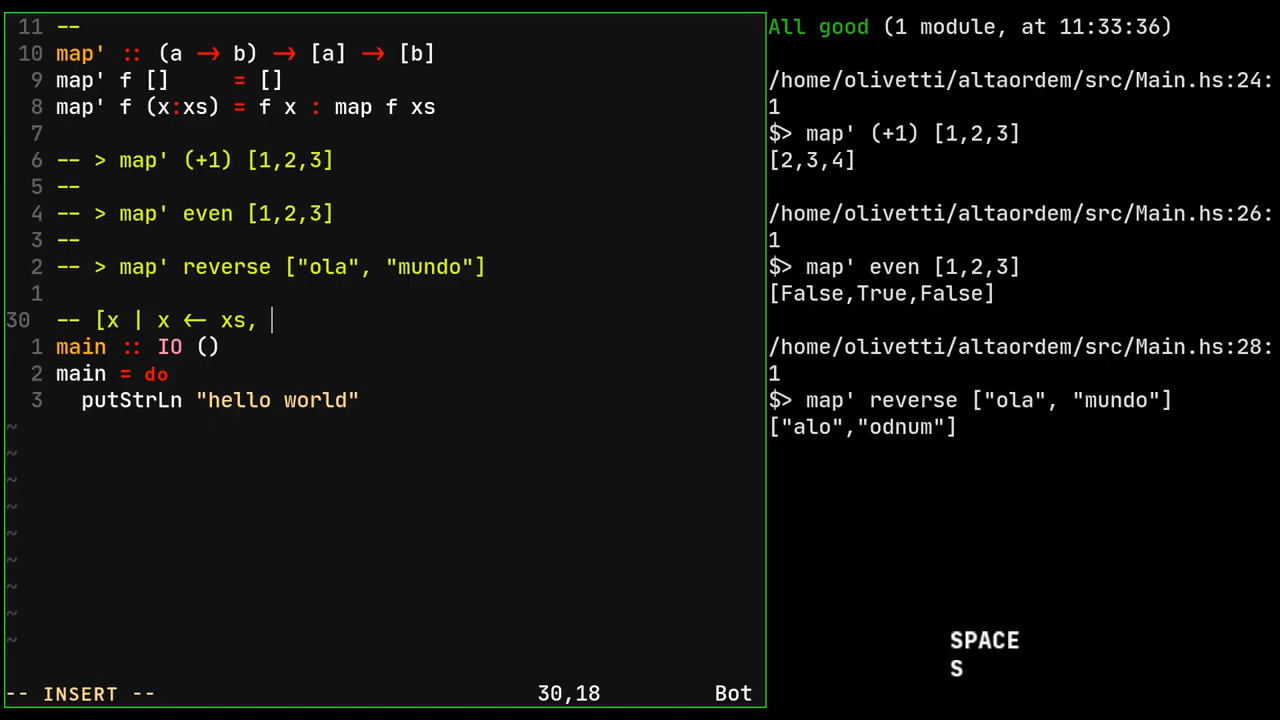 11 --
10 map' :: (a -> b) -> [a] -> [b]
9 map' f []     = []
8 map' f (x:xs) = f x : map f xs
7
6 -- > map' (+1) [1,2,3]
5 --
4 -- > map' even [1,2,3]
3 --
2 -- > map' reverse ["ola", "mundo"]
1
30 -- [x | x <- xs,
1 main :: IO ()
2 main = do
3   putStrLn "hello world"
~
~
~
~
~
~
~
~
~
-- INSERT -- 30,18 Bot
All good (1 module, at 11:33:36)
/home/olivetti/altaordem/src/Main.hs:24:
1
$> map' (+1) [1,2,3]
[2,3,4]
/home/olivetti/altaordem/src/Main.hs:26:
1
$> map' even [1,2,3]
[False,True,False]
/home/olivetti/altaordem/src/Main.hs:28:
1
$> map' reverse ["ola", "mundo"]
["alo","odnum"]
SPACE
S